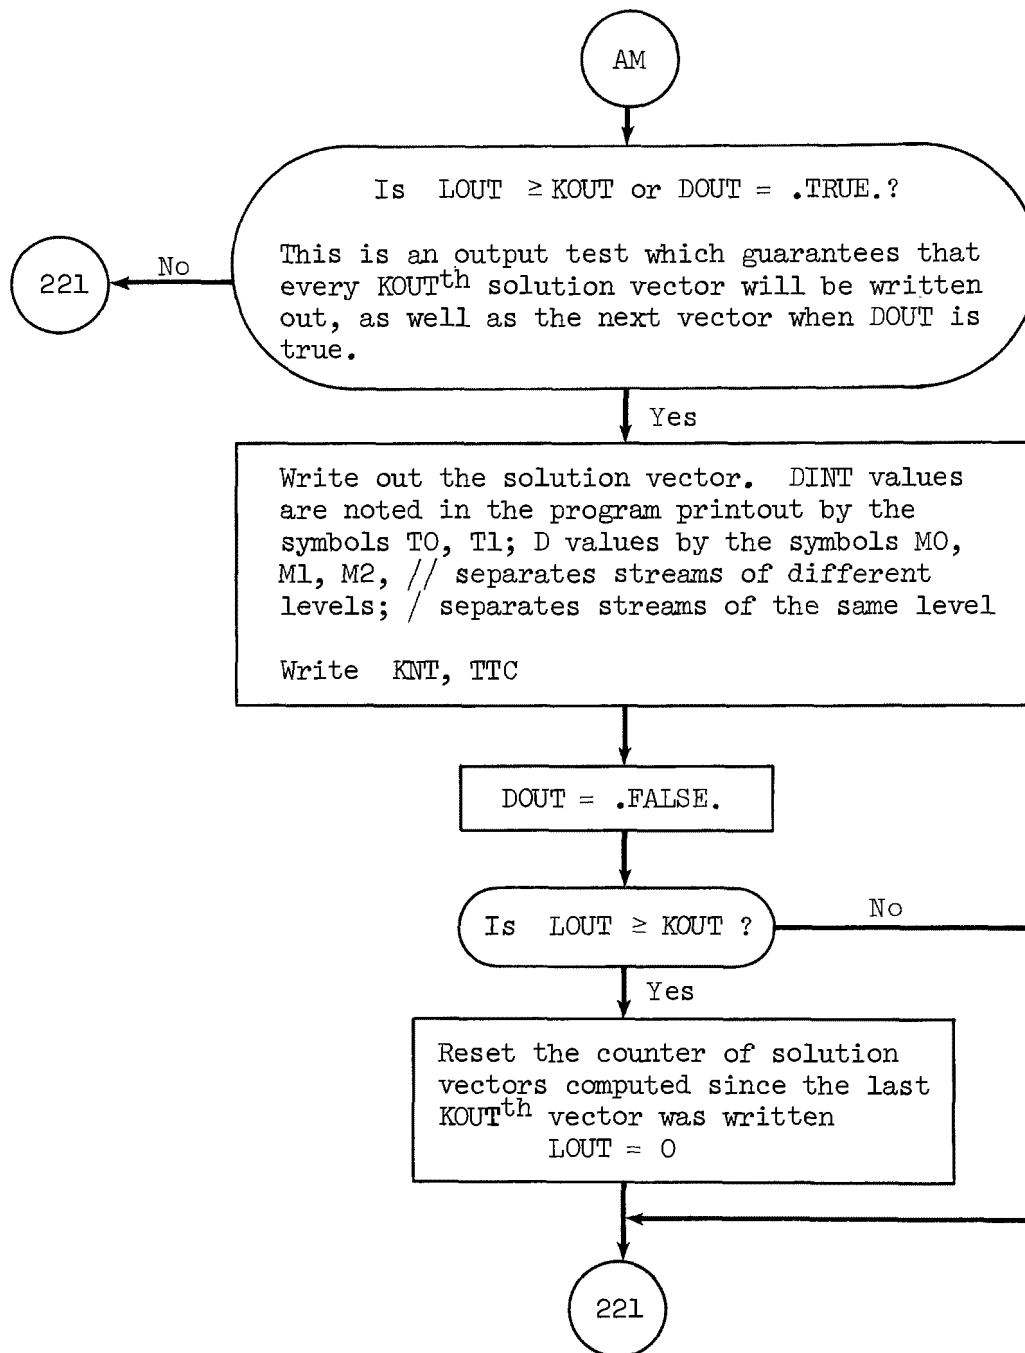 AM
Is LOUT ≥ KOUT or DOUT = .TRUE.?
This is an output test which guarantees that
every KOUTth solution vector will be written
out, as well as the next vector when DOUT is
true.
No
221
Yes
Write out the solution vector. DINT values
are noted in the program printout by the
symbols T0, T1; D values by the symbols M0,
M1, M2, // separates streams of different
levels; / separates streams of the same level
Write KNT, TTC
DOUT = .FALSE.
Is LOUT ≥ KOUT ?
No
Yes
Reset the counter of solution
vectors computed since the last
KOUTth vector was written
LOUT = 0
221